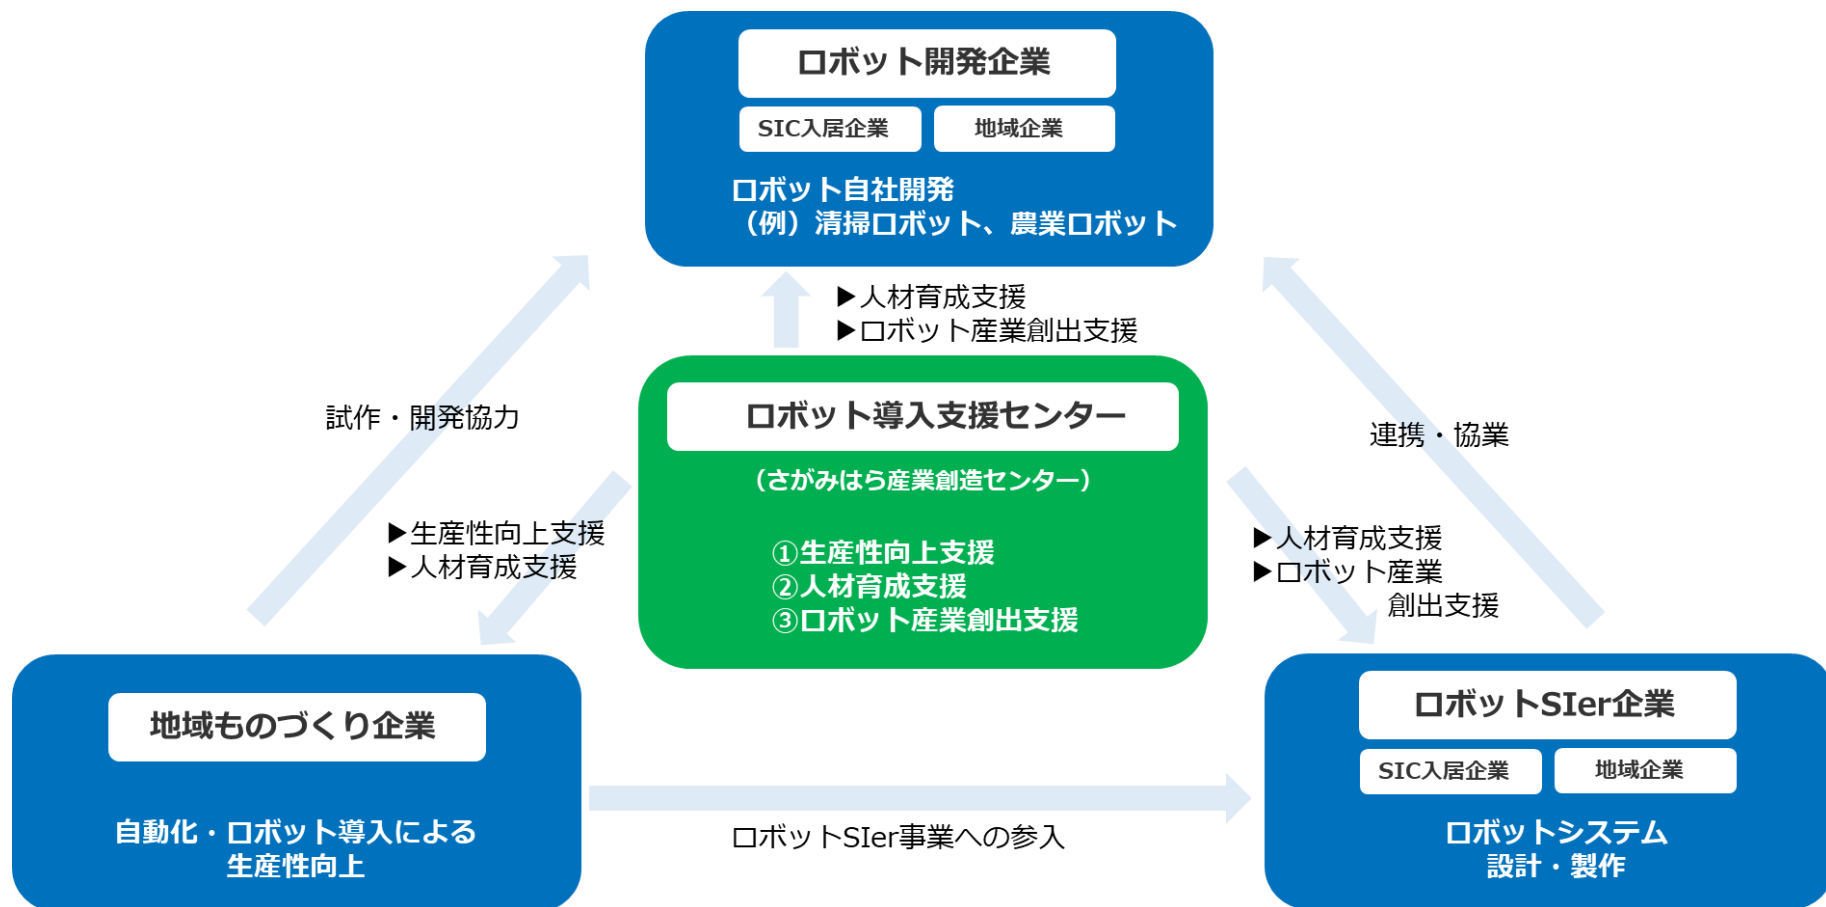 ロボット開発企業
SIC入居企業
地域企業
ロボット自社開発
（例）清掃ロボット、農業ロボット
▶人材育成支援
▶ロボット産業創出支援
ロボット導入支援センター
（さがみはら産業創造センター）
①生産性向上支援
②人材育成支援
③ロボット産業創出支援
試作・開発協力
連携・協業
▶生産性向上支援
▶人材育成支援
▶人材育成支援
▶ロボット産業
創出支援
地域ものづくり企業
自動化・ロボット導入による
生産性向上
ロボットSIer事業への参入
ロボットSIer企業
SIC入居企業
地域企業
ロボットシステム
設計・製作